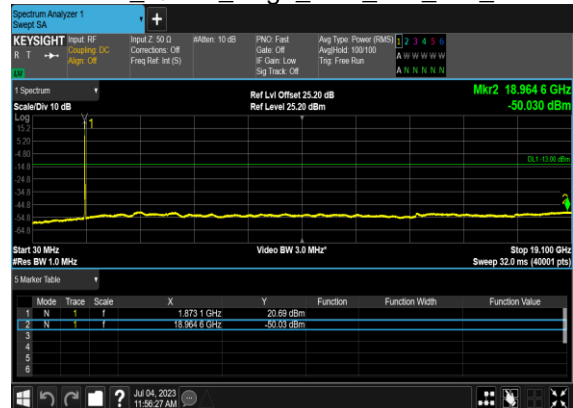 Spectrum Analyzer 1
Swept SA
+
KEYSIGHT Input: RF Input Z: 50 Ω #Atten: 10 dB PNO: Fast Avg Type: Power (RMS) 1 2 3 4 5 6
R T Coupling: DC Corrections: Off Gate: Off Avg|Hold: 100/100 A W W W W W
Align: Off Freq Ref: Int (S) IF Gain: Low Trig: Free Run A N N N N N
LW Sig Track: Off
1 Spectrum
Ref Lvl Offset 25.20 dB Mkr2 18.964 6 GHz
Scale/Div 10 dB Ref Level 25.20 dBm -50.030 dBm
Log
15.2
5.20
-4.80
-14.8
-24.8
-34.8
-44.8
-54.8
-64.8
1
DL1 -13.00 dBm
2
Start 30 MHz Video BW 3.0 MHz* Stop 19.100 GHz
#Res BW 1.0 MHz Sweep 32.0 ms (40001 pts)
5 Marker Table
Mode Trace Scale X Y Function Function Width Function Value
1 N 1 f 1.873 1 GHz 20.69 dBm
2 N 1 f 18.964 6 GHz -50.03 dBm
3
4
5
6
? Jul 04, 2023
11:56:27 AM